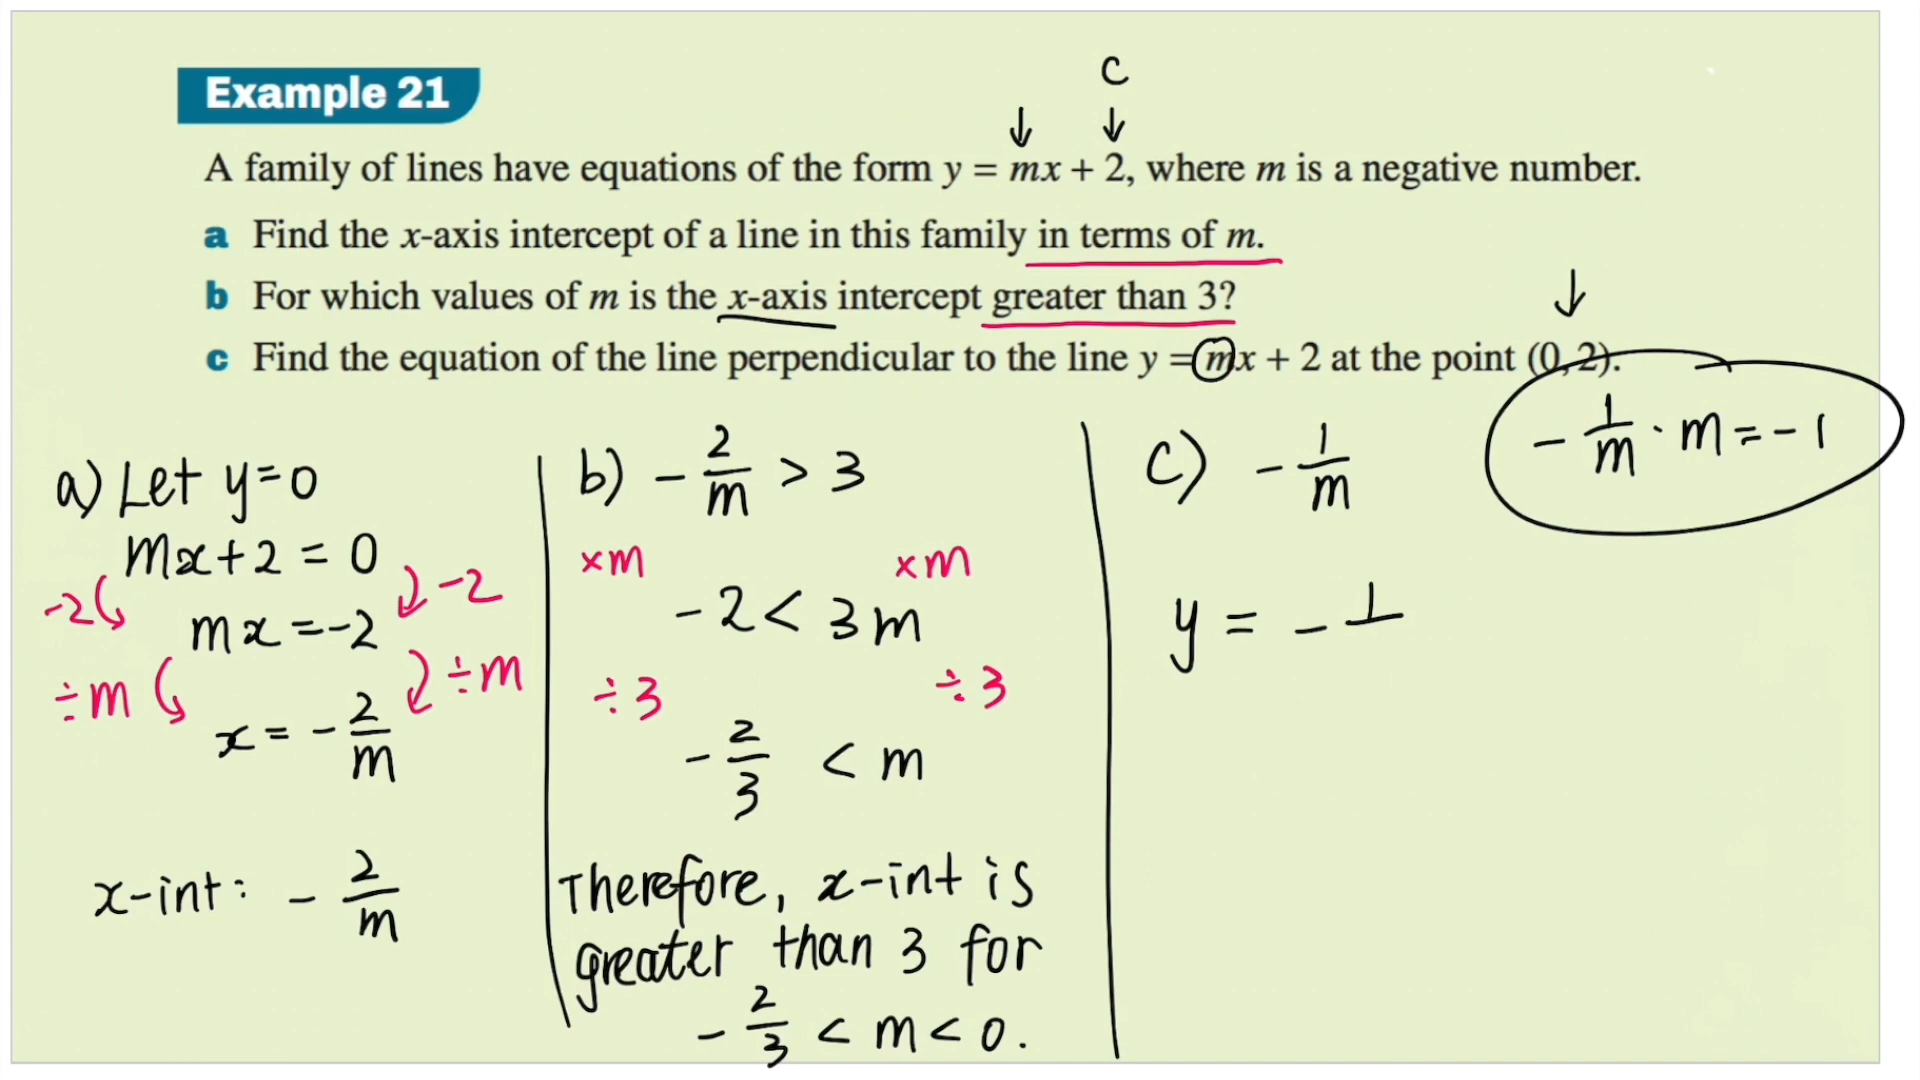 Example 21
C
↓ ↓
A family of lines have equations of the form y = mx + 2, where m is a negative number.
a Find the x-axis intercept of a line in this family in terms of m.
b For which values of m is the x-axis intercept greater than 3?
↓
c Find the equation of the line perpendicular to the line y = mx + 2 at the point (0, 2).
a) Let y=0
mx+2 = 0
-2 -2
mx=-2
÷m ÷m
x = -2/m
x-int: -2/m
b) -2/m > 3
xm xm
-2 < 3m
÷3 ÷3
-2/3 < m
Therefore, x-int is
greater than 3 for
-2/3 < m < 0.
c) -1/m
-1/m · m = -1
y = -1